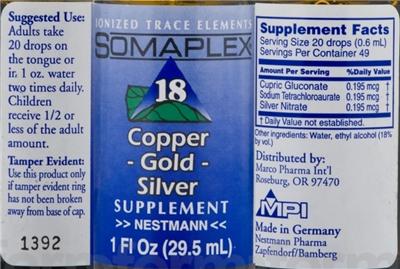 Suggested Use:
Adults take
20 drops on
the tongue or
in 1 oz. water
two times daily.
Children
receive 1/2 or
less of the adult
amount.
Tamper Evident:
Use this product only
if tamper evident ring
has not been broken
away from base of cap.
1392
IONIZED TRACE ELEMENTS
SOMAPLEX
18
Copper
- Gold -
Silver
SUPPLEMENT
>> NESTMANN <<
1 Fl Oz (29.5 mL)
Supplement Facts
Serving Size 20 drops (0.6 mL)
Servings Per Container 49
Amount Per Serving %Daily Value
Cupric Gluconate 0.195 mcg †
Sodium Tetrachloroaurate 0.195 mcg †
Silver Nitrate 0.195 mcg †
† Daily Value not established.
Other ingredients: Water, ethyl alcohol (18%
by vol.)
Distributed by:
Marco Pharma Int'l
Roseburg, OR 97470
MPI
Made in Germany
Nestmann Pharma
Zapfendorf/Bamberg